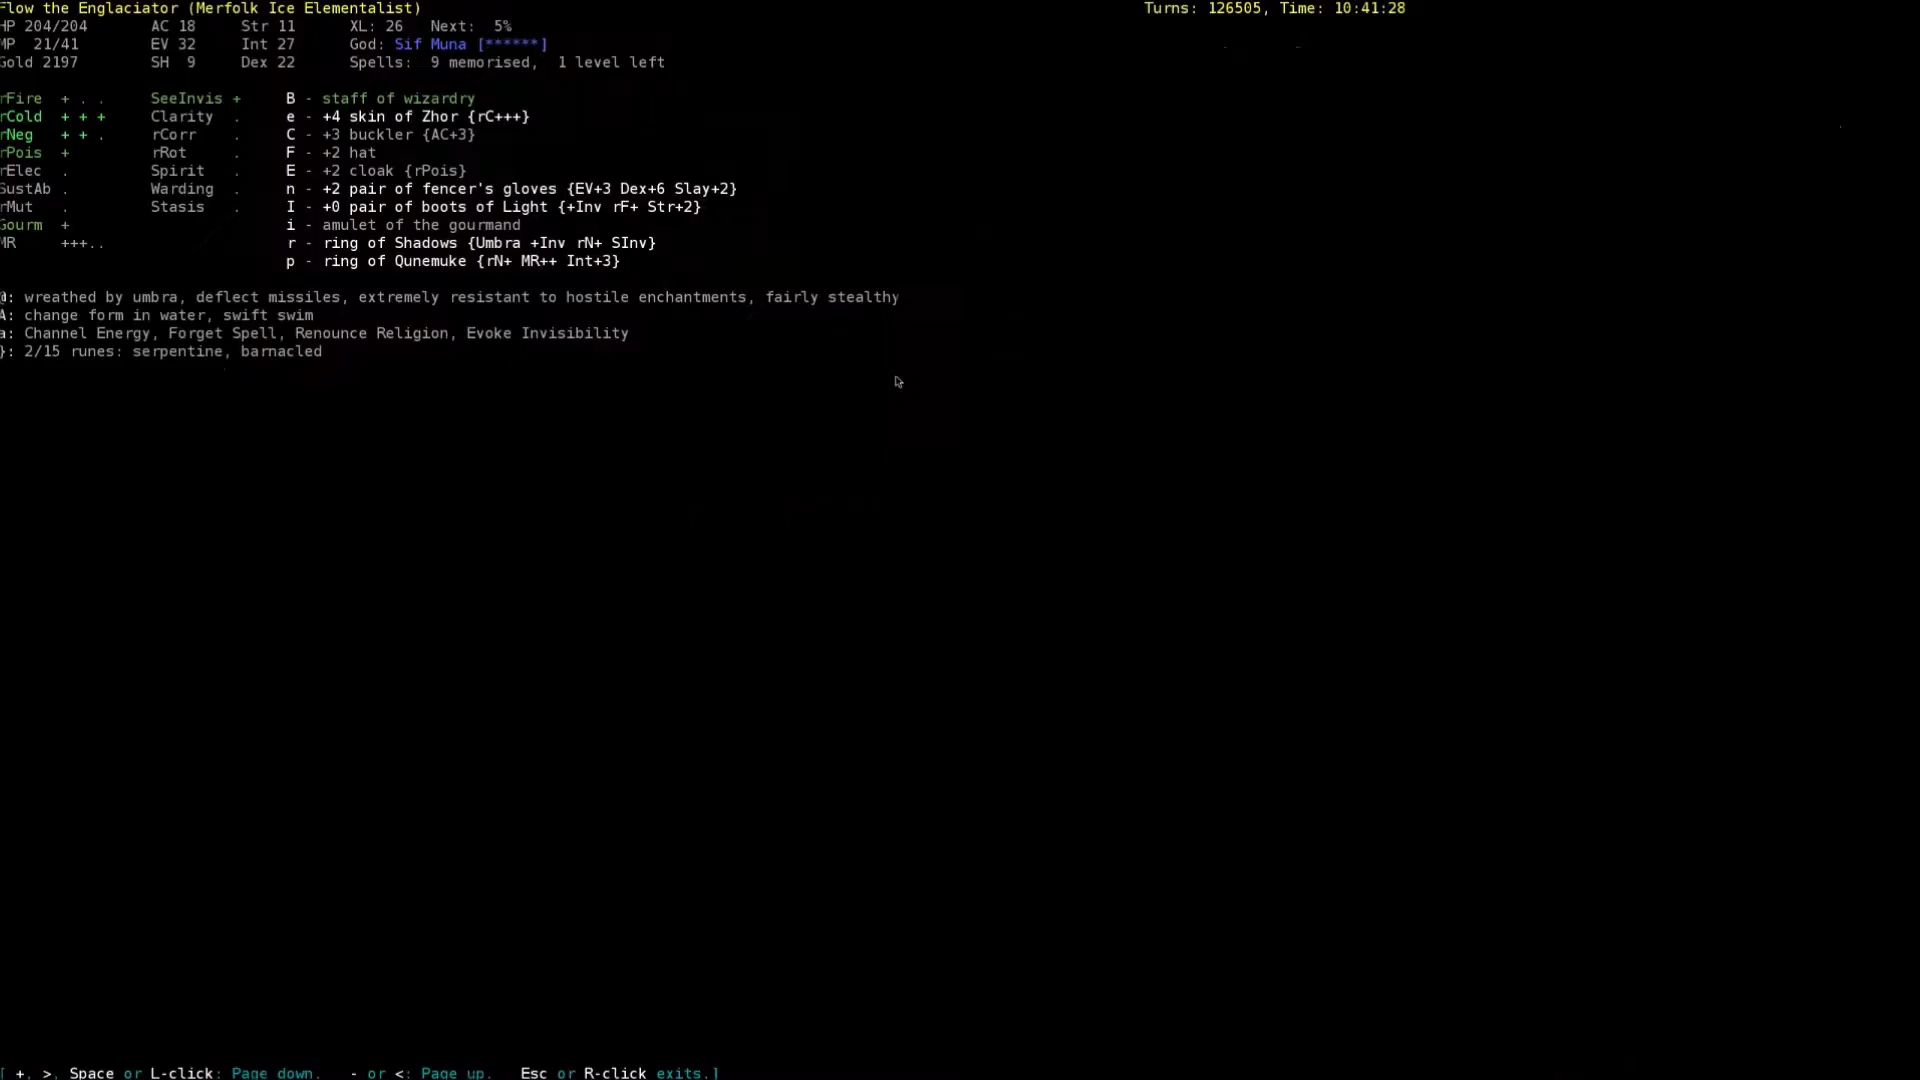 Flow the Englaciator (Merfolk Ice Elementalist) Turns: 126505, Time: 10:41:28
HP 204/204 AC 18 Str 11 XL: 26 Next: 5%
MP 21/41 EV 32 Int 27 God: Sif Muna [******]
Gold 2197 SH 9 Dex 22 Spells: 9 memorised, 1 level left
rFire + . . SeeInvis + B - staff of wizardry
rCold + + + Clarity . e - +4 skin of Zhor {rC+++}
rNeg + + . rCorr . C - +3 buckler {AC+3}
rPois + rRot . F - +2 hat
rElec . Spirit . E - +2 cloak {rPois}
SustAb . Warding . n - +2 pair of fencer's gloves {EV+3 Dex+6 Slay+2}
rMut . Stasis . I - +0 pair of boots of Light {+Inv rF+ Str+2}
Gourm + i - amulet of the gourmand
MR +++.. r - ring of Shadows {Umbra +Inv rN+ SInv}
p - ring of Qunemuke {rN+ MR++ Int+3}
@: wreathed by umbra, deflect missiles, extremely resistant to hostile enchantments, fairly stealthy
A: change form in water, swift swim
a: Channel Energy, Forget Spell, Renounce Religion, Evoke Invisibility
}: 2/15 runes: serpentine, barnacled
[ +, >, Space or L-click: Page down. - or <: Page up. Esc or R-click exits.]